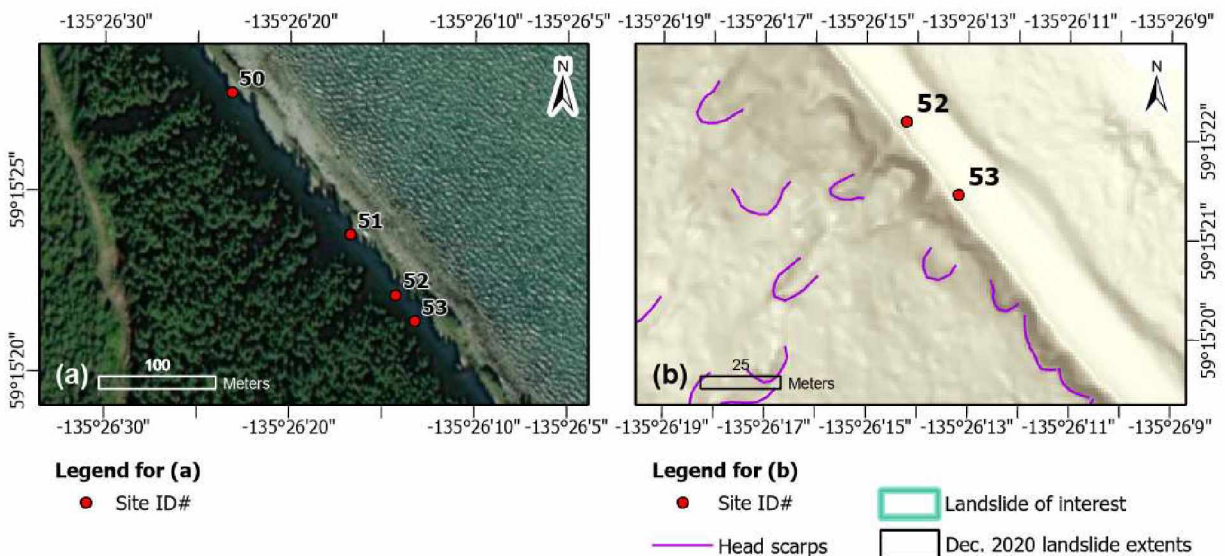 -135°26'30" -135°26'20" -135°26'10" -135°26'5"
-135°26'19" -135°26'17" -135°26'15" -135°26'13" -135°26'11" -135°26'9"
N
50
51
52
53
59°15'25"
59°15'20"
(a)
100
Meters
N
52
53
59°15'22"
59°15'21"
59°15'20"
(b)
25
Meters
-135°26'30" -135°26'20" -135°26'10" -135°26'5"
-135°26'19" -135°26'17" -135°26'15" -135°26'13" -135°26'11" -135°26'9"
Legend for (a)
Site ID#
Legend for (b)
Site ID#
Head scarps
Landslide of interest
Dec. 2020 landslide extents